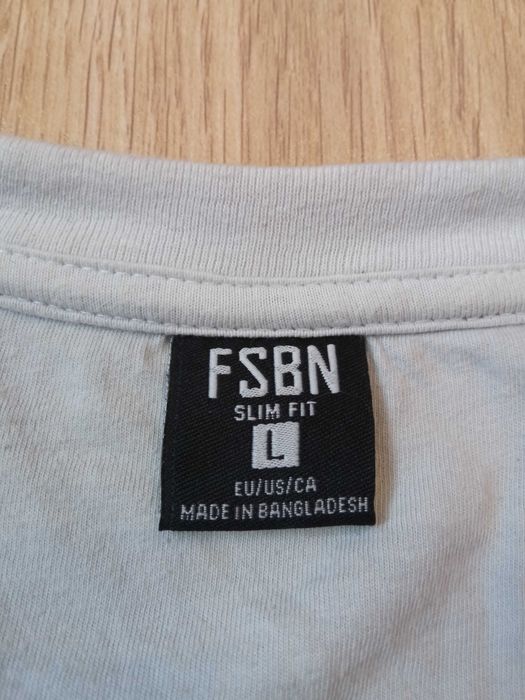 FSBN
SLIM FIT
L
EU/US/CA
MADE IN BANGLADESH